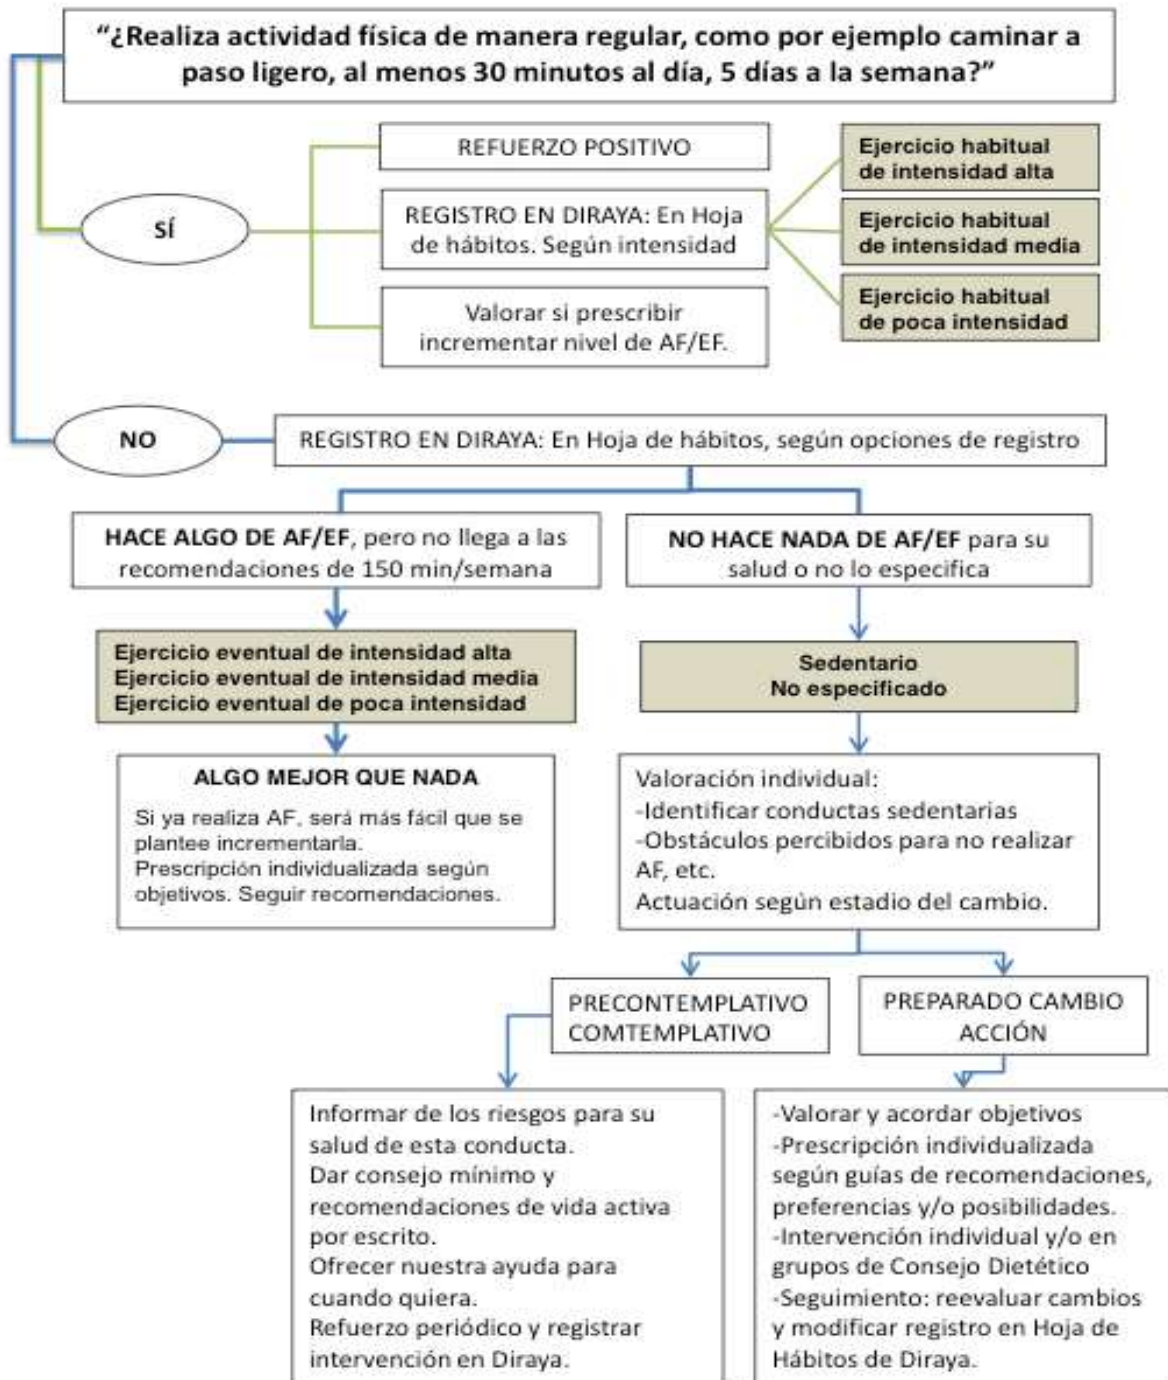 “¿Realiza actividad física de manera regular, como por ejemplo caminar a
paso ligero, al menos 30 minutos al día, 5 días a la semana?”
SÍ
REFUERZO POSITIVO
REGISTRO EN DIRAYA: En Hoja
de hábitos. Según intensidad
Valorar si prescribir
incrementar nivel de AF/EF.
Ejercicio habitual
de intensidad alta
Ejercicio habitual
de intensidad media
Ejercicio habitual
de poca intensidad
NO
REGISTRO EN DIRAYA: En Hoja de hábitos, según opciones de registro
HACE ALGO DE AF/EF, pero no llega a las
recomendaciones de 150 min/semana
Ejercicio eventual de intensidad alta
Ejercicio eventual de intensidad media
Ejercicio eventual de poca intensidad
ALGO MEJOR QUE NADA
Si ya realiza AF, será más fácil que se
plantee incrementarla.
Prescripción individualizada según
objetivos. Seguir recomendaciones.
NO HACE NADA DE AF/EF para su
salud o no lo especifica
Sedentario
No especificado
Valoración individual:
-Identificar conductas sedentarias
-Obstáculos percibidos para no realizar
AF, etc.
Actuación según estadio del cambio.
PRECONTEMPLATIVO
COMTEMPLATIVO
PREPARADO CAMBIO
ACCIÓN
Informar de los riesgos para su
salud de esta conducta.
Dar consejo mínimo y
recomendaciones de vida activa
por escrito.
Ofrecer nuestra ayuda para
cuando quiera.
Refuerzo periódico y registrar
intervención en Diraya.
-Valorar y acordar objetivos
-Prescripción individualizada
según guías de recomendaciones,
preferencias y/o posibilidades.
-Intervención individual y/o en
grupos de Consejo Dietético
-Seguimiento: reevaluar cambios
y modificar registro en Hoja de
Hábitos de Diraya.